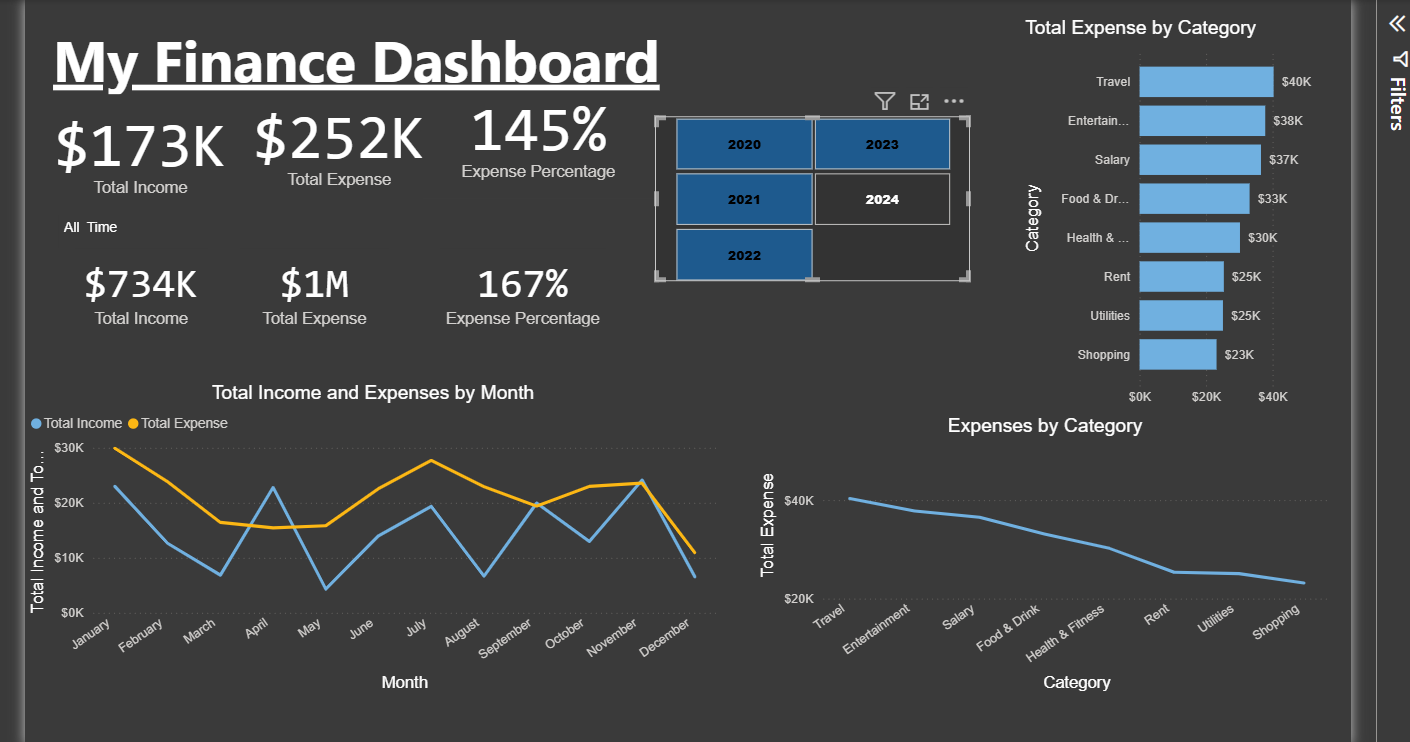 My Finance Dashboard
$173K
Total Income
$252K
Total Expense
145%
Expense Percentage
All Time
$734K
Total Income
$1M
Total Expense
167%
Expense Percentage
2020
2023
2021
2024
2022
Total Expense by Category
Category
Travel $40K
Entertain... $38K
Salary $37K
Food & Dr... $33K
Health & ... $30K
Rent $25K
Utilities $25K
Shopping $23K
$0K $20K $40K
Filters
Total Income and Expenses by Month
Total Income Total Expense
Total Income and To...
$30K
$20K
$10K
$0K
January February March April May June July August September October November December
Month
Expenses by Category
Total Expense
$40K
$20K
Travel Entertainment Salary Food & Drink Health & Fitness Rent Utilities Shopping
Category